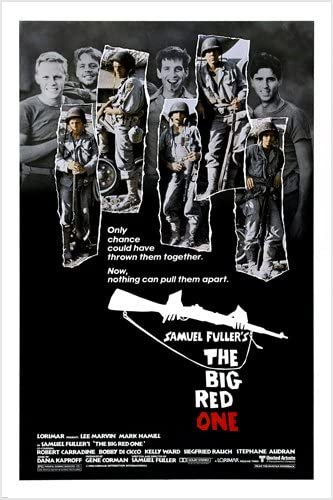 Only
chance
could have
thrown them together.
Now,
nothing can pull them apart.
SAMUEL FULLER'S
THE
BIG
RED
ONE
LORIMAR PRESENTS LEE MARVIN MARK HAMILL
IN SAMUEL FULLER'S "THE BIG RED ONE"
ROBERT CARRADINE BOBBY DI CICCO KELLY WARD SIEGFRIED RAUCH STEPHANE AUDRAN
DANA KAPROFF GENE CORMAN SAMUEL FULLER
United Artists